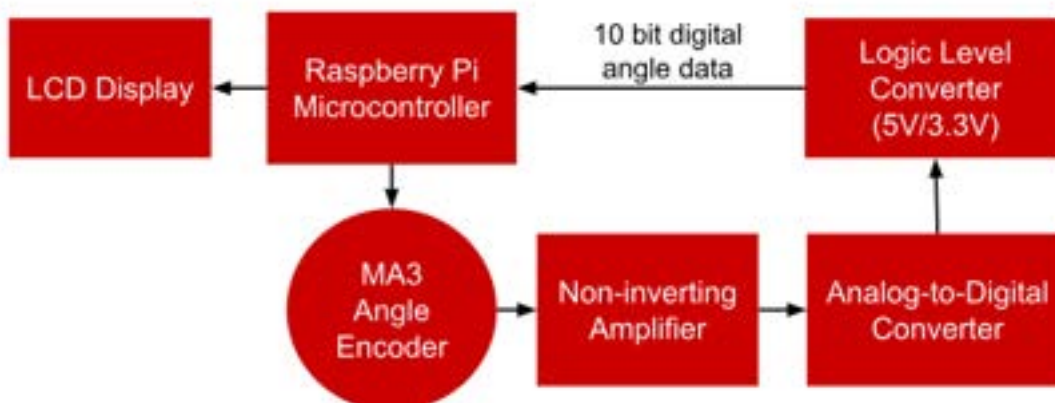 LCD Display
Raspberry Pi
Microcontroller
10 bit digital
angle data
Logic Level
Converter
(5V/3.3V)
MA3
Angle
Encoder
Non-inverting
Amplifier
Analog-to-Digital
Converter